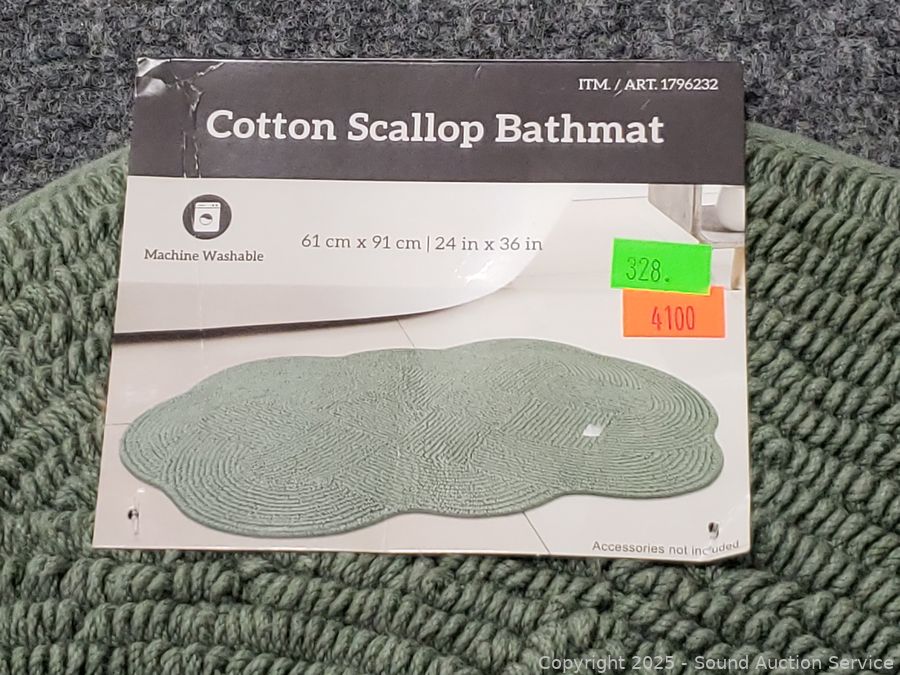 ITM. / ART. 1796232
Cotton Scallop Bathmat
Machine Washable
61 cm x 91 cm | 24 in x 36 in
328.
4100
Accessories not included
Copyright © 2025 - Sound Auction Service